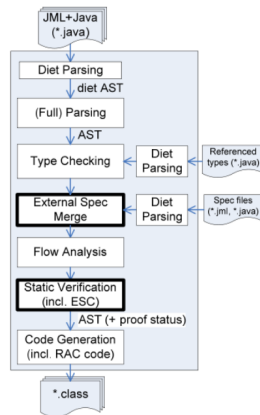 JML+Java
(*.java)
Diet Parsing
diet AST
(Full) Parsing
AST
Type Checking
Diet
Parsing
Referenced
types (*.java)
External Spec
Merge
Diet
Parsing
Spec files
(*.jml, *.java)
Flow Analysis
Static Verification
(incl. ESC)
AST (+ proof status)
Code Generation
(incl. RAC code)
*.class